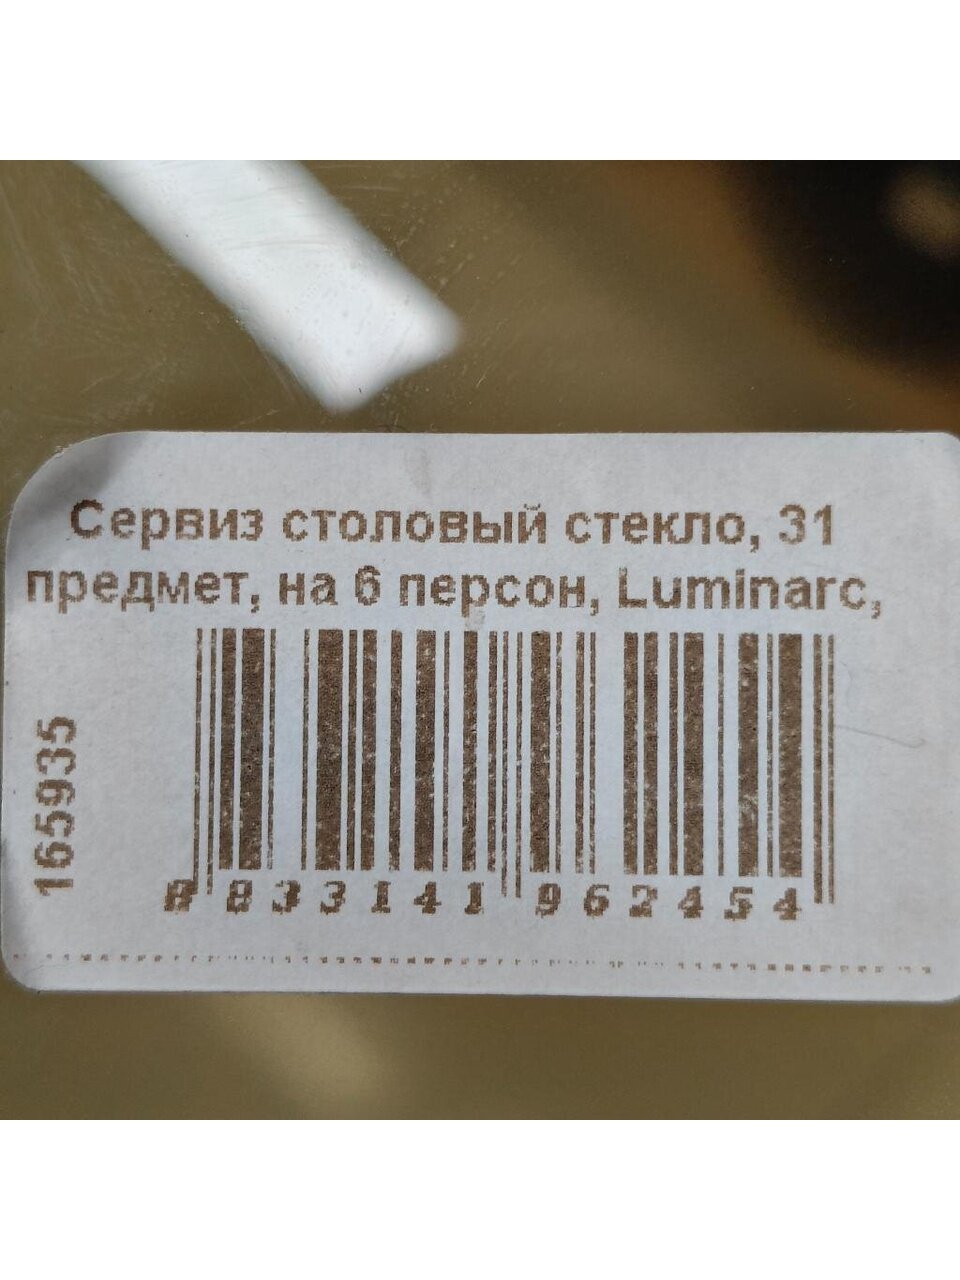 Сервиз столовый стекло, 31
предмет, на 6 персон, Luminarc,
165935
8 833141 962454